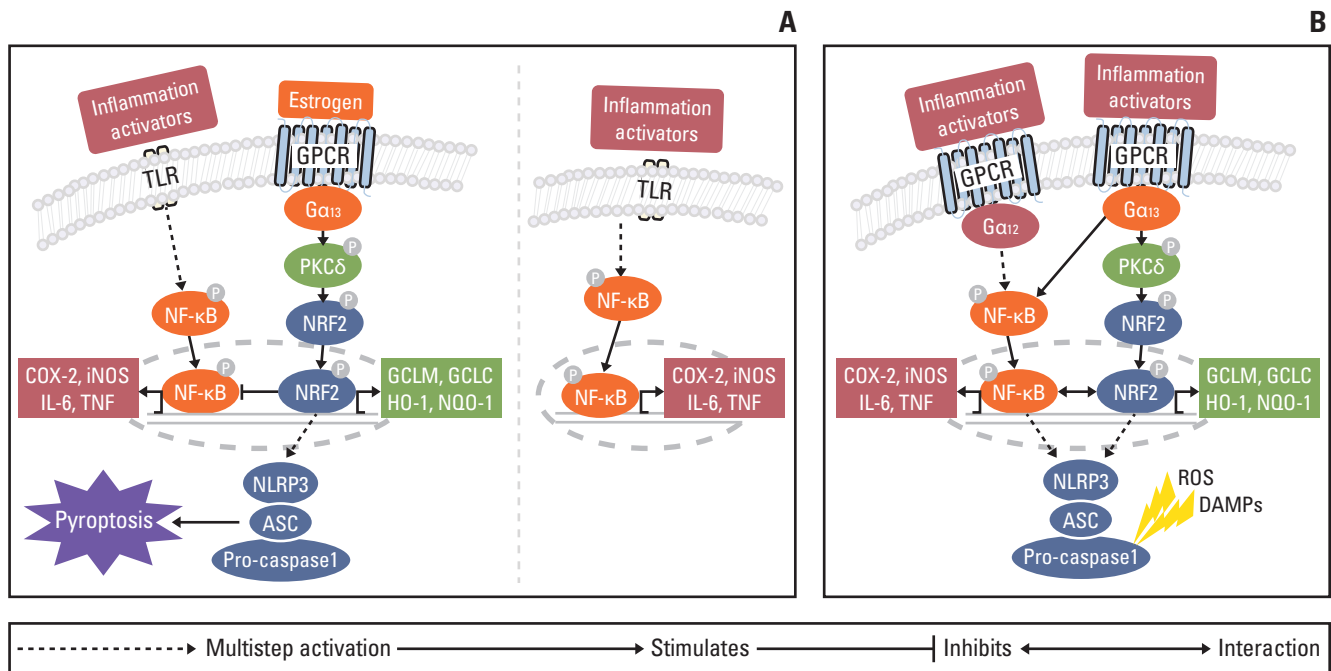 A
Inflammation
activators
TLR
Estrogen
GPCR
Gα13
P
PKCδ
P
NF-κB
P
NRF2
COX-2, iNOS
IL-6, TNF
P
NF-κB
P
NRF2
GCLM, GCLC
HO-1, NQO-1
NLRP3
ASC
Pro-caspase1
Pyroptosis
Inflammation
activators
TLR
P
NF-κB
P
NF-κB
COX-2, iNOS
IL-6, TNF
B
Inflammation
activators
GPCR
Gα12
Inflammation
activators
GPCR
Gα13
P
PKCδ
P
NF-κB
P
NRF2
COX-2, iNOS
IL-6, TNF
P
NF-κB
P
NRF2
GCLM, GCLC
HO-1, NQO-1
NLRP3
ASC
Pro-caspase1
ROS
DAMPs
Multistep activation Stimulates Inhibits Interaction